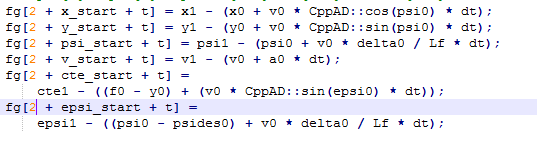 fg[2 + x_start + t] = x1 - (x0 + v0 * CppAD::cos(psi0) * dt);
fg[2 + y_start + t] = y1 - (y0 + v0 * CppAD::sin(psi0) * dt);
fg[2 + psi_start + t] = psi1 - (psi0 + v0 * delta0 / Lf * dt);
fg[2 + v_start + t] = v1 - (v0 + a0 * dt);
fg[2 + cte_start + t] =
cte1 - ((f0 - y0) + (v0 * CppAD::sin(epsi0) * dt));
fg[2 + epsi_start + t] =
epsi1 - ((psi0 - psides0) + v0 * delta0 / Lf * dt);